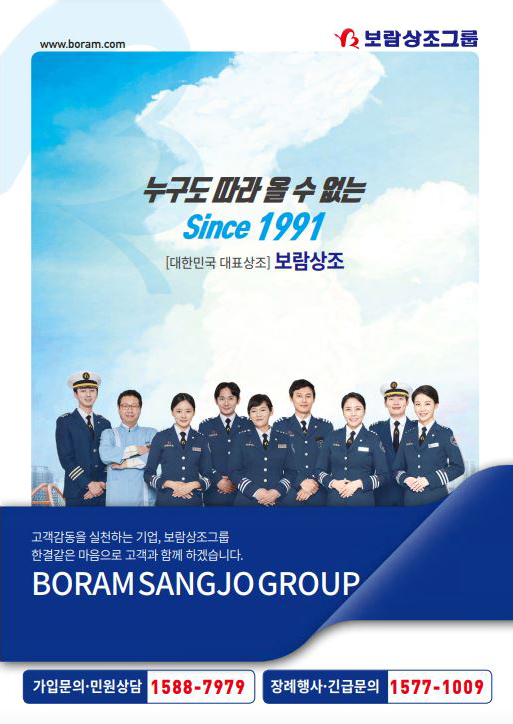 www.boram.com
보람상조그룹
누구도 따라 올 수 없는
Since 1991
[대한민국 대표상조] 보람상조
고객감동을 실천하는 기업, 보람상조그룹
한결같은 마음으로 고객과 함께 하겠습니다.
BORAM SANGJO GROUP
가입문의·민원상담 1588-7979
장례행사·긴급문의 1577-1009